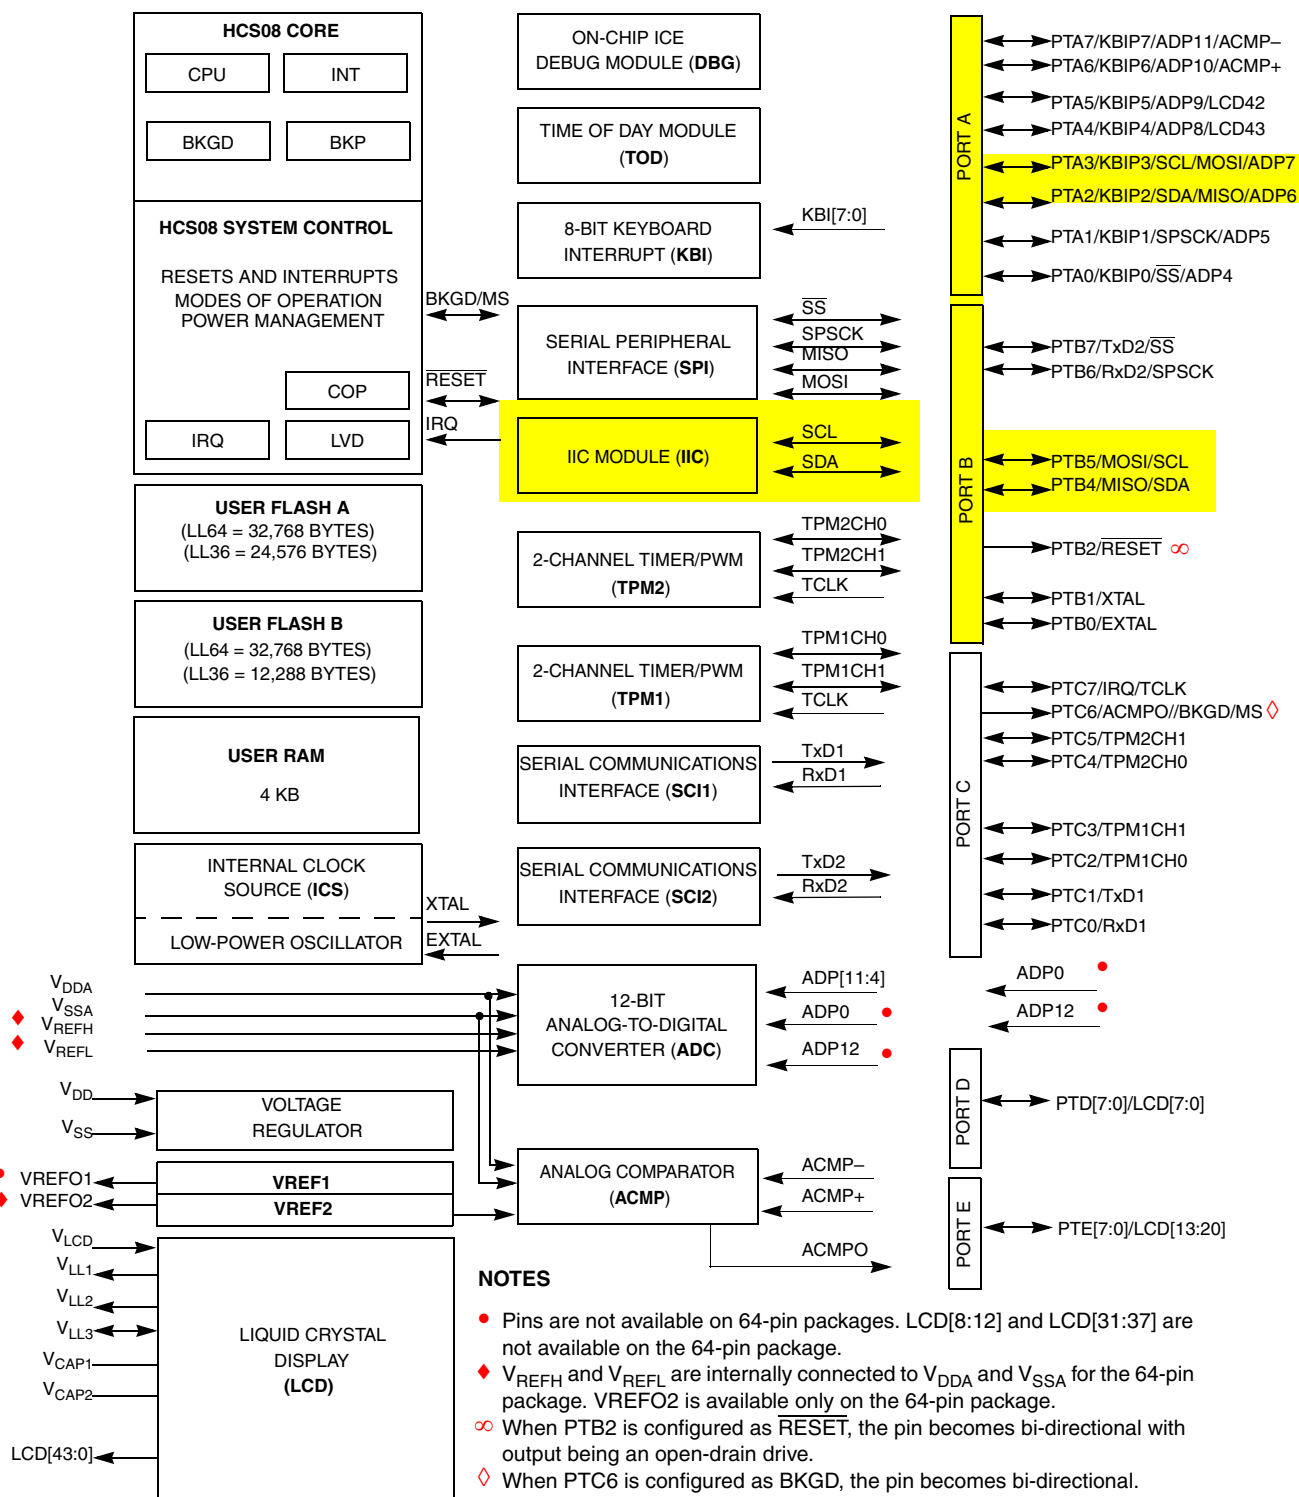 HCS08 CORE
CPU
INT
BKGD
BKP
HCS08 SYSTEM CONTROL
RESETS AND INTERRUPTS
MODES OF OPERATION
POWER MANAGEMENT
COP
IRQ
LVD
BKGD/MS
RESET
IRQ
USER FLASH A
(LL64 = 32,768 BYTES)
(LL36 = 24,576 BYTES)
USER FLASH B
(LL64 = 32,768 BYTES)
(LL36 = 12,288 BYTES)
USER RAM
4 KB
INTERNAL CLOCK
SOURCE (ICS)
LOW-POWER OSCILLATOR
XTAL
EXTAL
VDDA
VSSA
♦ VREFH
♦ VREFL
VDD
VSS
VOLTAGE
REGULATOR
• VREFO1
♦ VREFO2
VREF1
VREF2
VLCD
VLL1
VLL2
VLL3
VCAP1
VCAP2
LCD[43:0]
LIQUID CRYSTAL
DISPLAY
(LCD)
ON-CHIP ICE
DEBUG MODULE (DBG)
TIME OF DAY MODULE
(TOD)
8-BIT KEYBOARD
INTERRUPT (KBI)
KBI[7:0]
SERIAL PERIPHERAL
INTERFACE (SPI)
SS
SPSCK
MISO
MOSI
IIC MODULE (IIC)
SCL
SDA
2-CHANNEL TIMER/PWM
(TPM2)
TPM2CH0
TPM2CH1
TCLK
2-CHANNEL TIMER/PWM
(TPM1)
TPM1CH0
TPM1CH1
TCLK
SERIAL COMMUNICATIONS
INTERFACE (SCI1)
TxD1
RxD1
SERIAL COMMUNICATIONS
INTERFACE (SCI2)
TxD2
RxD2
12-BIT
ANALOG-TO-DIGITAL
CONVERTER (ADC)
ADP[11:4]
ADP0 •
ADP12 •
ANALOG COMPARATOR
(ACMP)
ACMP–
ACMP+
ACMPO
PORT A
PTA7/KBIP7/ADP11/ACMP–
PTA6/KBIP6/ADP10/ACMP+
PTA5/KBIP5/ADP9/LCD42
PTA4/KBIP4/ADP8/LCD43
PTA3/KBIP3/SCL/MOSI/ADP7
PTA2/KBIP2/SDA/MISO/ADP6
PTA1/KBIP1/SPSCK/ADP5
PTA0/KBIP0/SS/ADP4
PORT B
PTB7/TxD2/SS
PTB6/RxD2/SPSCK
PTB5/MOSI/SCL
PTB4/MISO/SDA
PTB2/RESET ∞
PTB1/XTAL
PTB0/EXTAL
PORT C
PTC7/IRQ/TCLK
PTC6/ACMPO//BKGD/MS ◊
PTC5/TPM2CH1
PTC4/TPM2CH0
PTC3/TPM1CH1
PTC2/TPM1CH0
PTC1/TxD1
PTC0/RxD1
ADP0 •
ADP12 •
PORT D
PTD[7:0]/LCD[7:0]
PORT E
PTE[7:0]/LCD[13:20]
NOTES
• Pins are not available on 64-pin packages. LCD[8:12] and LCD[31:37] are
not available on the 64-pin package.
♦ VREFH and VREFL are internally connected to VDDA and VSSA for the 64-pin
package. VREFO2 is available only on the 64-pin package.
∞ When PTB2 is configured as RESET, the pin becomes bi-directional with
output being an open-drain drive.
◊ When PTC6 is configured as BKGD, the pin becomes bi-directional.